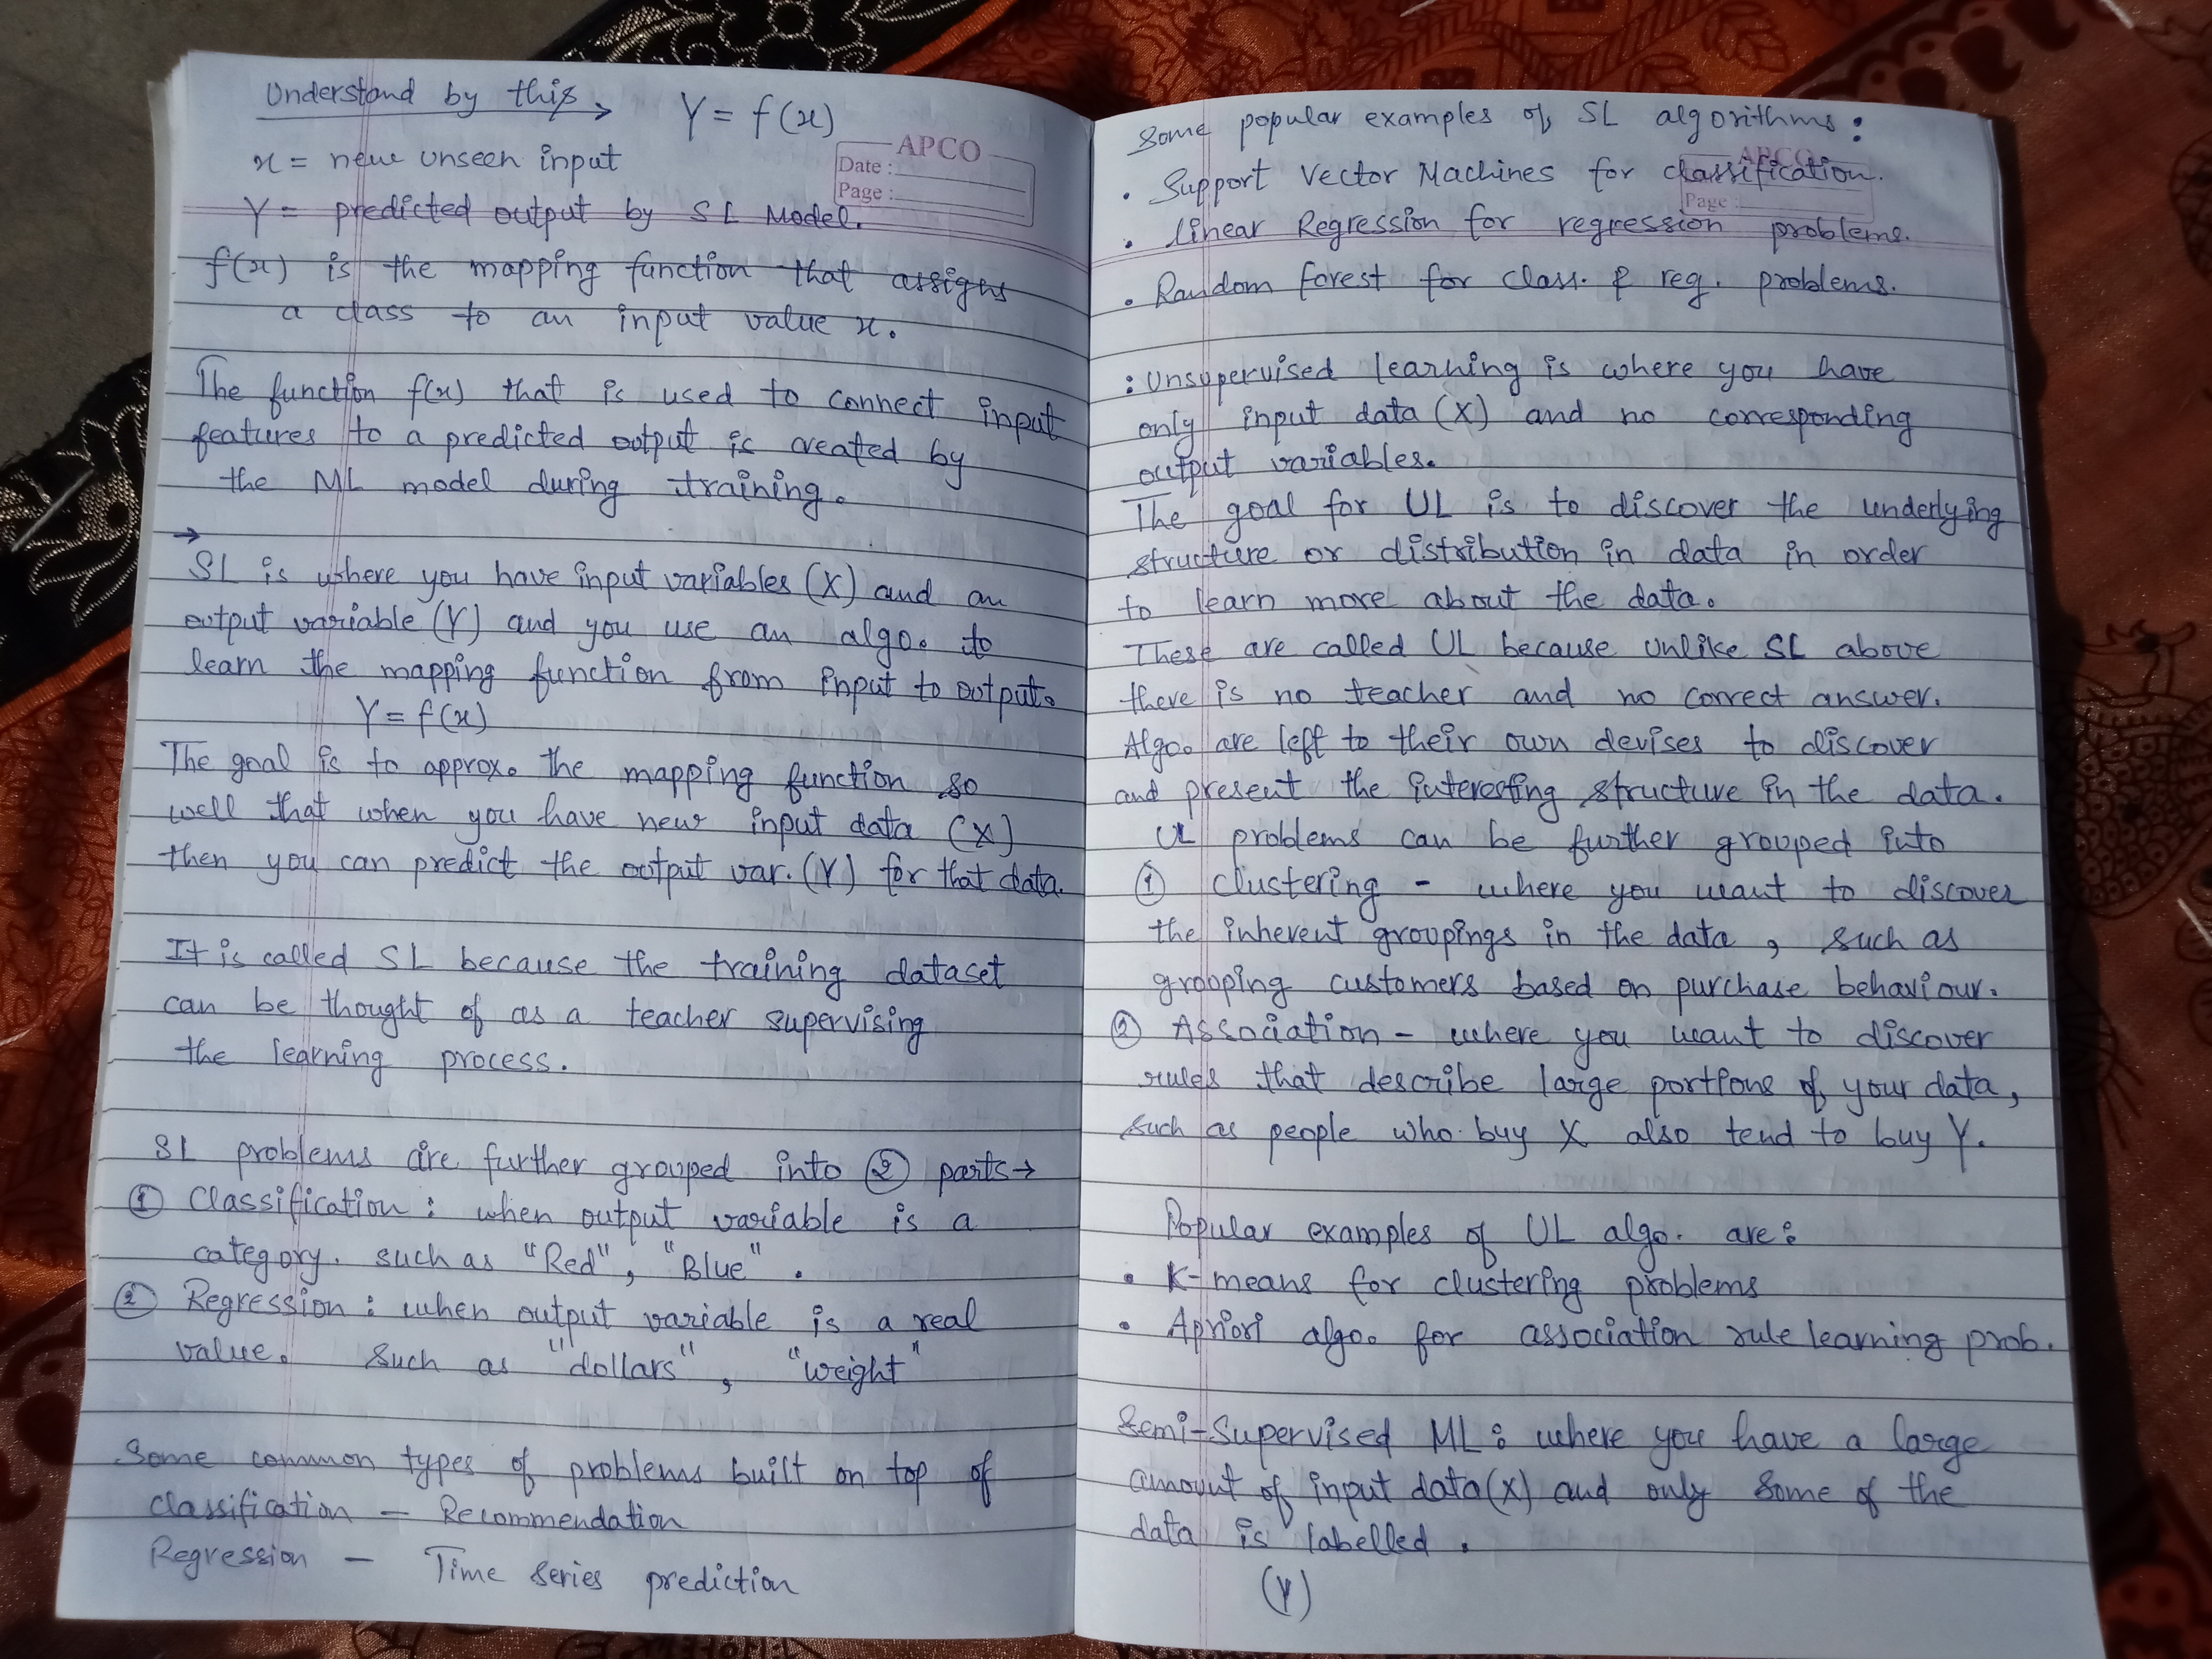 Understand by this → Y = f(x)
APCO
Date :
Page :
x = new unseen input
Y = predicted output by SL Model.
f(x) is the mapping function that assigns
a class to an input value x.
The function f(x) that is used to connect input
features to a predicted output is created by
the ML model during training.
→
SL is where you have input variables (X) and an
output variable (Y) and you use an algo. to
learn the mapping function from input to output.
Y = f(x)
The goal is to approx. the mapping function so
well that when you have new input data (X)
then you can predict the output var. (Y) for that data.
It is called SL because the training dataset
can be thought of as a teacher supervising
the learning process.
SL problems are further grouped into ② parts →
① Classification : when output variable is a
category. such as "Red", "Blue".
② Regression : when output variable is a real
value. such as "dollars", "weight"
Some common types of problems built on top of
classification — Recommendation
Regression — Time series prediction
Some popular examples of SL algorithms :
APCO
Page :
• Support Vector Machines for classification.
• Linear Regression for regression problems.
• Random forest for class. & reg. problems.
: Unsupervised learning is where you have
only input data (X) and no corresponding
output variables.
The goal for UL is to discover the underlying
structure or distribution in data in order
to learn more about the data.
These are called UL because unlike SL above
there is no teacher and no correct answer.
Algo. are left to their own devises to discover
and present the interesting structure in the data.
UL problems can be further grouped into
① Clustering - where you want to discover
the inherent groupings in the data, such as
grooping customers based on purchase behaviour.
② Association - where you want to discover
rules that describe large portions of your data,
such as people who buy X also tend to buy Y.
Popular examples of UL algo. are :
• K-means for clustering problems
• Apriori algo. for association rule learning prob.
Semi-Supervised ML : where you have a large
amount of input data (X) and only some of the
data is labelled.
(Y)